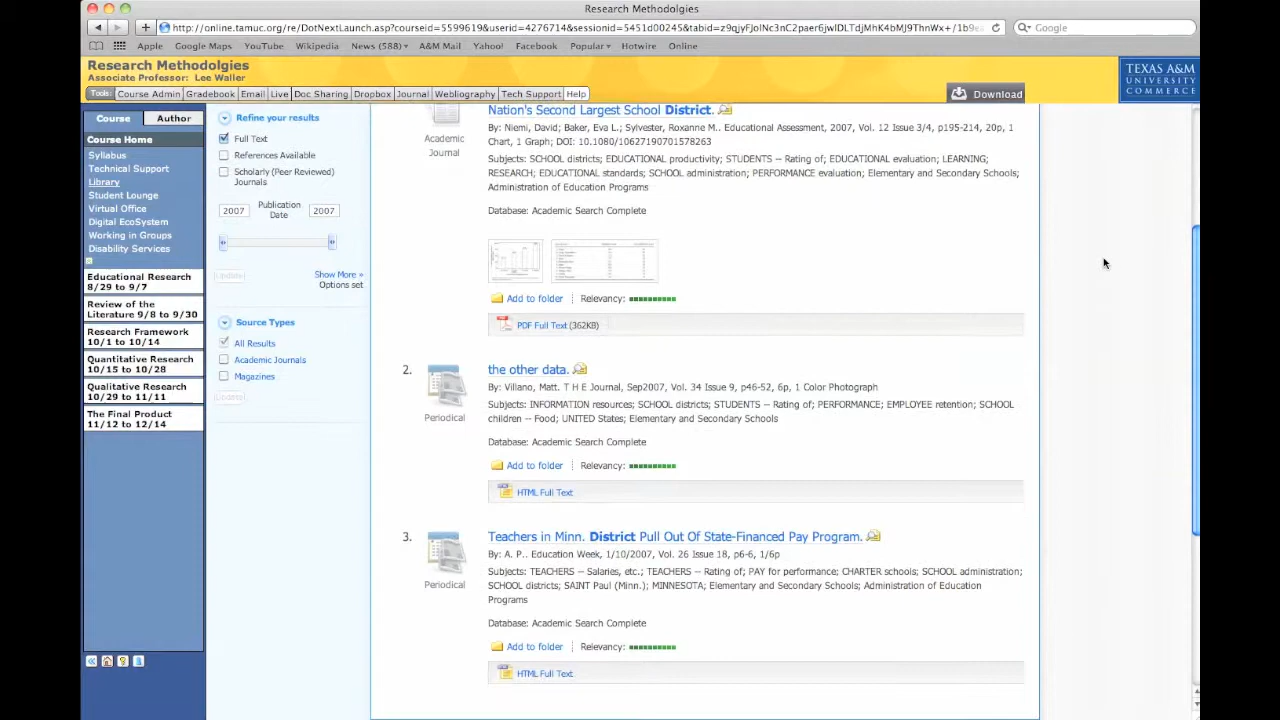 Research Methodolgies
Google
Apple Google Maps YouTube Wikipedia News (588) A&M Mail Yahoo! Facebook Popular Hotwire Online
Research Methodolgies
Associate Professor: Lee Waller
Tools: Course Admin Gradebook Email Live Doc Sharing Dropbox Journal Webliography Tech Support Help
Download
TEXAS A&M
UNIVERSITY
COMMERCE
Course Author
Course Home
Syllabus
Technical Support
Library
Student Lounge
Virtual Office
Digital EcoSystem
Working in Groups
Disability Services
Educational Research
8/29 to 9/7
Review of the
Literature 9/8 to 9/30
Research Framework
10/1 to 10/14
Quantitative Research
10/15 to 10/28
Qualitative Research
10/29 to 11/11
The Final Product
11/12 to 12/14
Refine your results
Full Text
References Available
Scholarly (Peer Reviewed)
Journals
2007 Publication Date 2007
Update
Show More »
Options set
Source Types
All Results
Academic Journals
Magazines
Update
Nation's Second Largest School District.
Academic
Journal
By: Niemi, David; Baker, Eva L.; Sylvester, Roxanne M.. Educational Assessment, 2007, Vol. 12 Issue 3/4, p195-214, 20p, 1
Chart, 1 Graph; DOI: 10.1080/10627190701578263
Subjects: SCHOOL districts; EDUCATIONAL productivity; STUDENTS -- Rating of; EDUCATIONAL evaluation; LEARNING;
RESEARCH; EDUCATIONAL standards; SCHOOL administration; PERFORMANCE evaluation; Elementary and Secondary Schools;
Administration of Education Programs
Database: Academic Search Complete
Add to folder Relevancy:
PDF Full Text (362KB)
2. the other data.
Periodical
By: Villano, Matt. T H E Journal, Sep2007, Vol. 34 Issue 9, p46-52, 6p, 1 Color Photograph
Subjects: INFORMATION resources; SCHOOL districts; STUDENTS -- Rating of; PERFORMANCE; EMPLOYEE retention; SCHOOL
children -- Food; UNITED States; Elementary and Secondary Schools
Database: Academic Search Complete
Add to folder Relevancy:
HTML Full Text
3. Teachers in Minn. District Pull Out Of State-Financed Pay Program.
Periodical
By: A. P.. Education Week, 1/10/2007, Vol. 26 Issue 18, p6-6, 1/6p
Subjects: TEACHERS -- Salaries, etc.; TEACHERS -- Rating of; PAY for performance; CHARTER schools; SCHOOL administration;
SCHOOL districts; SAINT Paul (Minn.); MINNESOTA; Elementary and Secondary Schools; Administration of Education
Programs
Database: Academic Search Complete
Add to folder Relevancy:
HTML Full Text